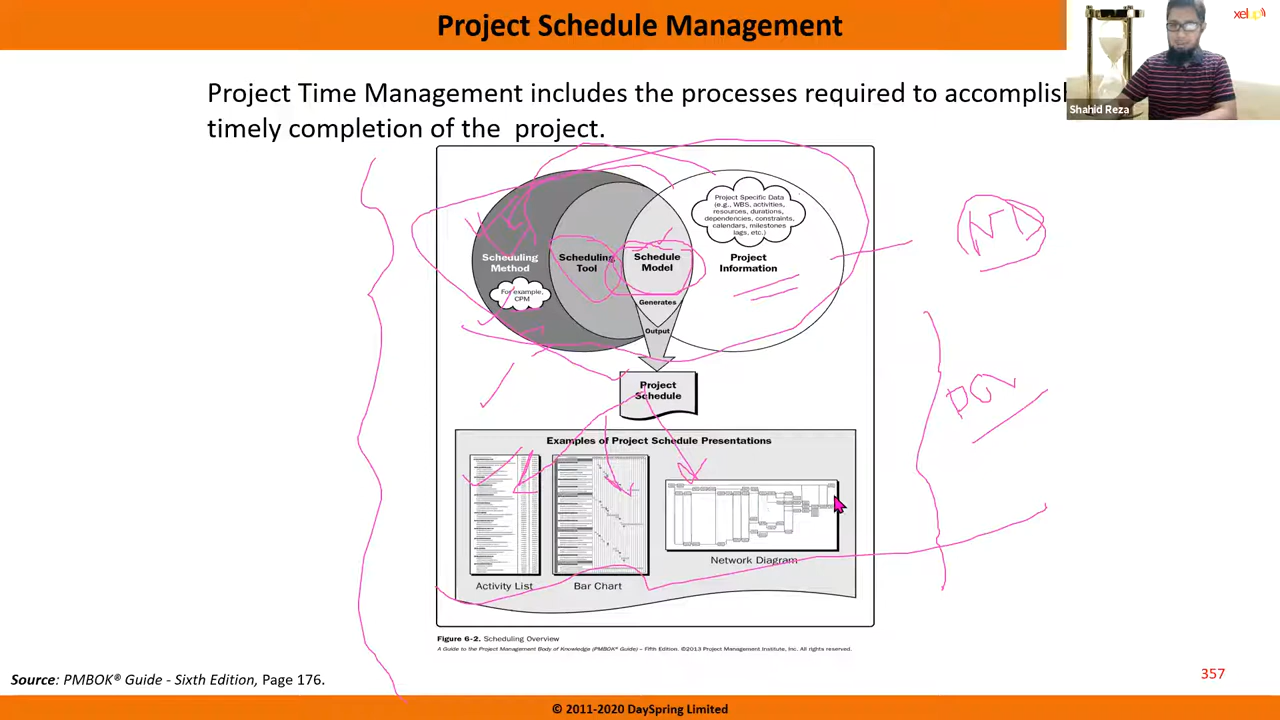 Project Schedule Management
xelup
Shahid Reza
Project Time Management includes the processes required to accomplish
timely completion of the project.
Project Specific Data
(e.g., WBS, activities,
resources, durations,
dependencies, constraints,
calendars, milestones
lags, etc.)
Scheduling
Method
Scheduling
Tool
Schedule
Model
Project
Information
For example,
CPM
Generates
Output
Project
Schedule
Examples of Project Schedule Presentations
Activity List
Bar Chart
Network Diagram
Figure 6-2. Scheduling Overview
A Guide to the Project Management Body of Knowledge (PMBOK® Guide) – Fifth Edition. ©2013 Project Management Institute, Inc. All rights reserved.
357
Source: PMBOK® Guide - Sixth Edition, Page 176.
© 2011-2020 DaySpring Limited